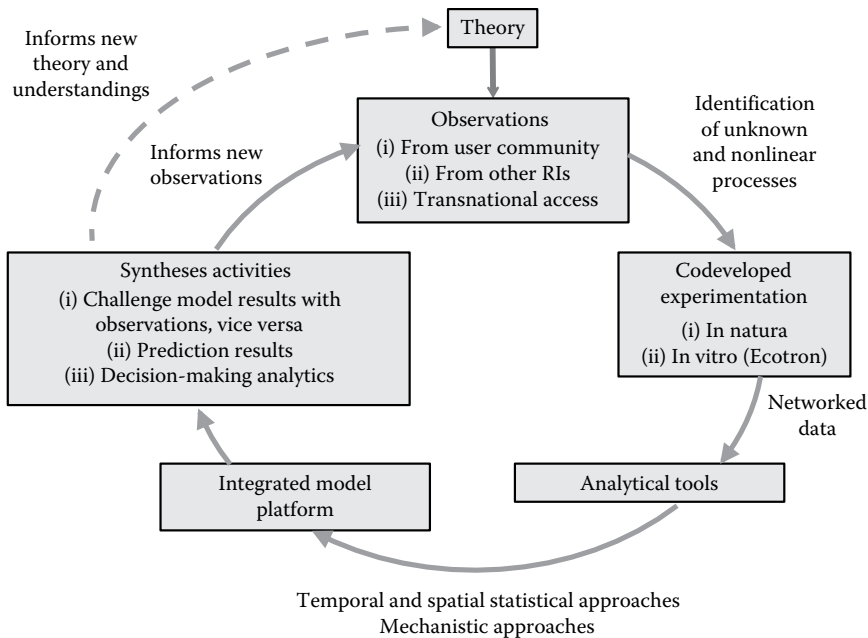 Theory
Informs new
theory and
understandings
Observations
(i) From user community
(ii) From other RIs
(iii) Transnational access
Identification
of unknown
and nonlinear
processes
Informs new
observations
Syntheses activities
(i) Challenge model results with
observations, vice versa
(ii) Prediction results
(iii) Decision-making analytics
Codeveloped
experimentation
(i) In natura
(ii) In vitro (Ecotron)
Networked
data
Integrated model
platform
Analytical tools
Temporal and spatial statistical approaches
Mechanistic approaches